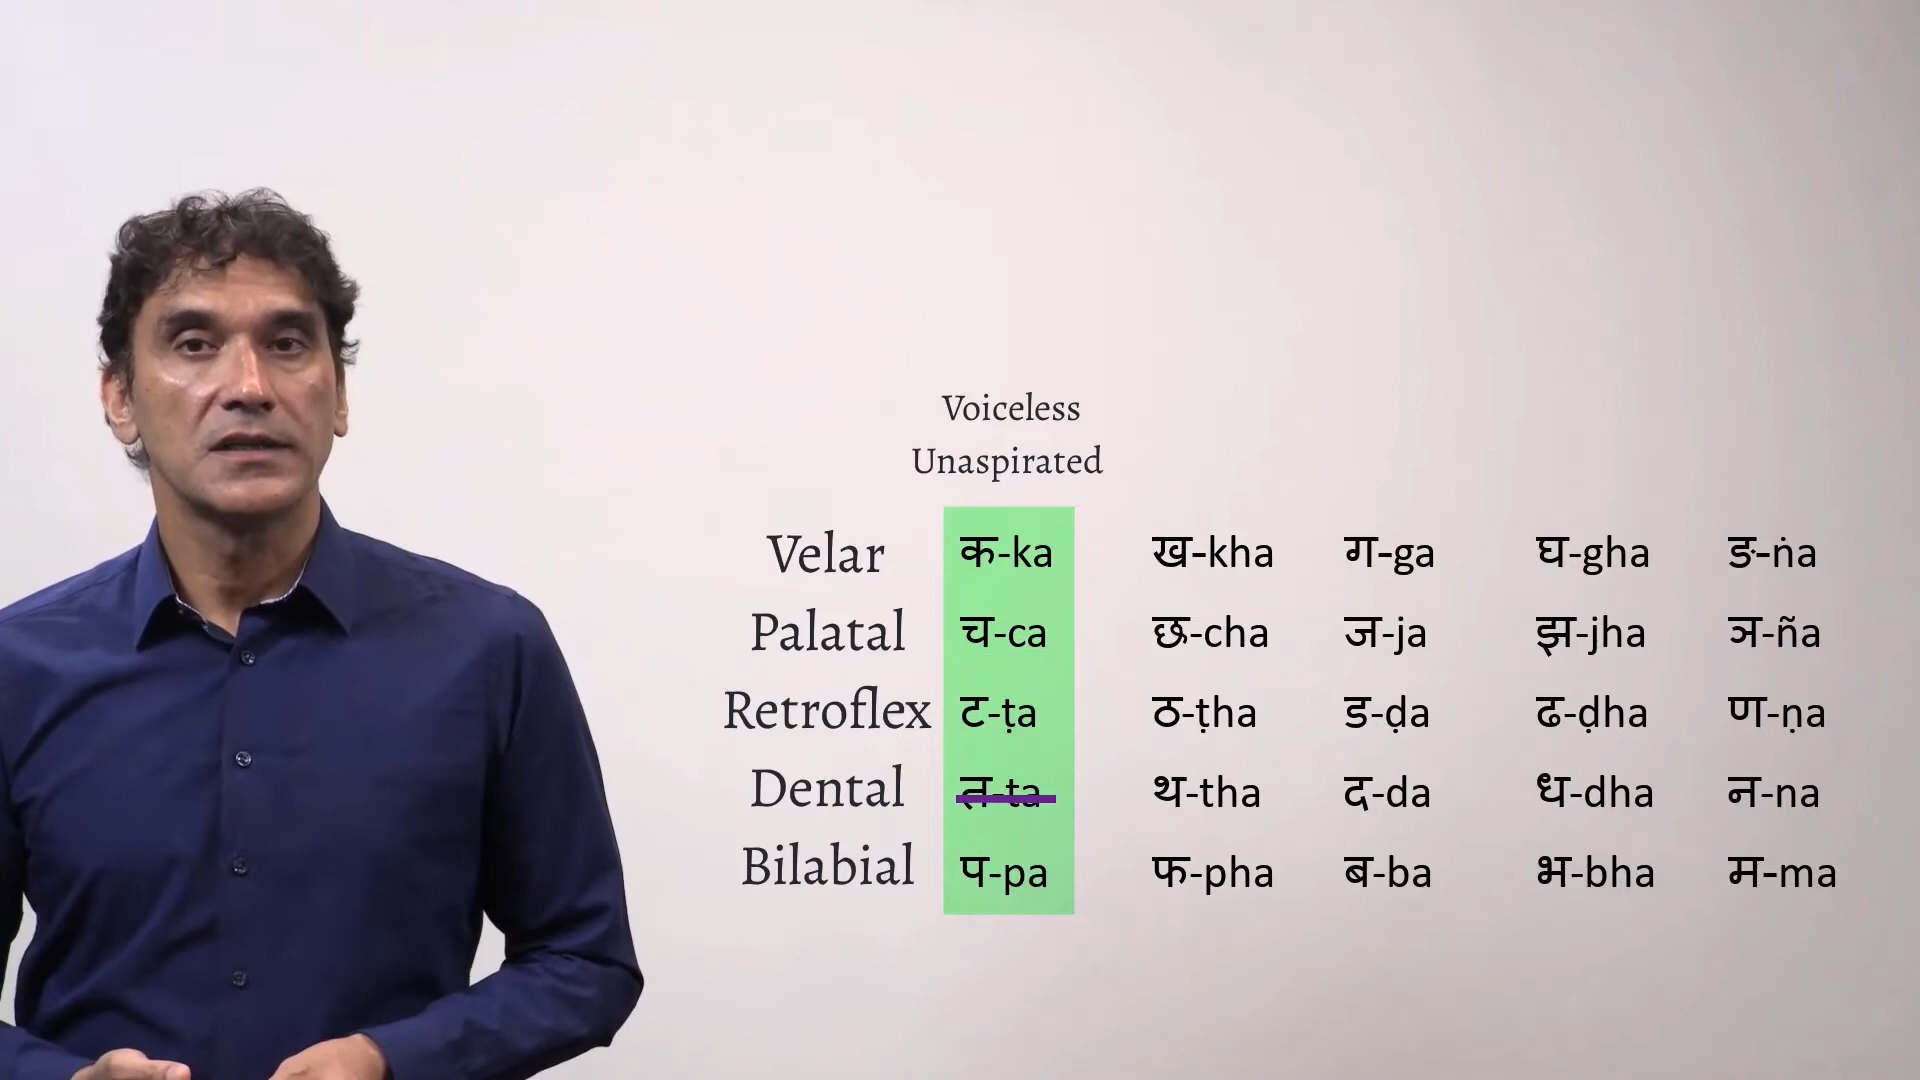 Voiceless
Unaspirated
Velar क-ka ख-kha ग-ga घ-gha ङ-ṅa
Palatal च-ca छ-cha ज-ja झ-jha ञ-ña
Retroflex ट-ṭa ठ-ṭha ड-ḍa ढ-ḍha ण-ṇa
Dental त-ta थ-tha द-da ध-dha न-na
Bilabial प-pa फ-pha ब-ba भ-bha म-ma